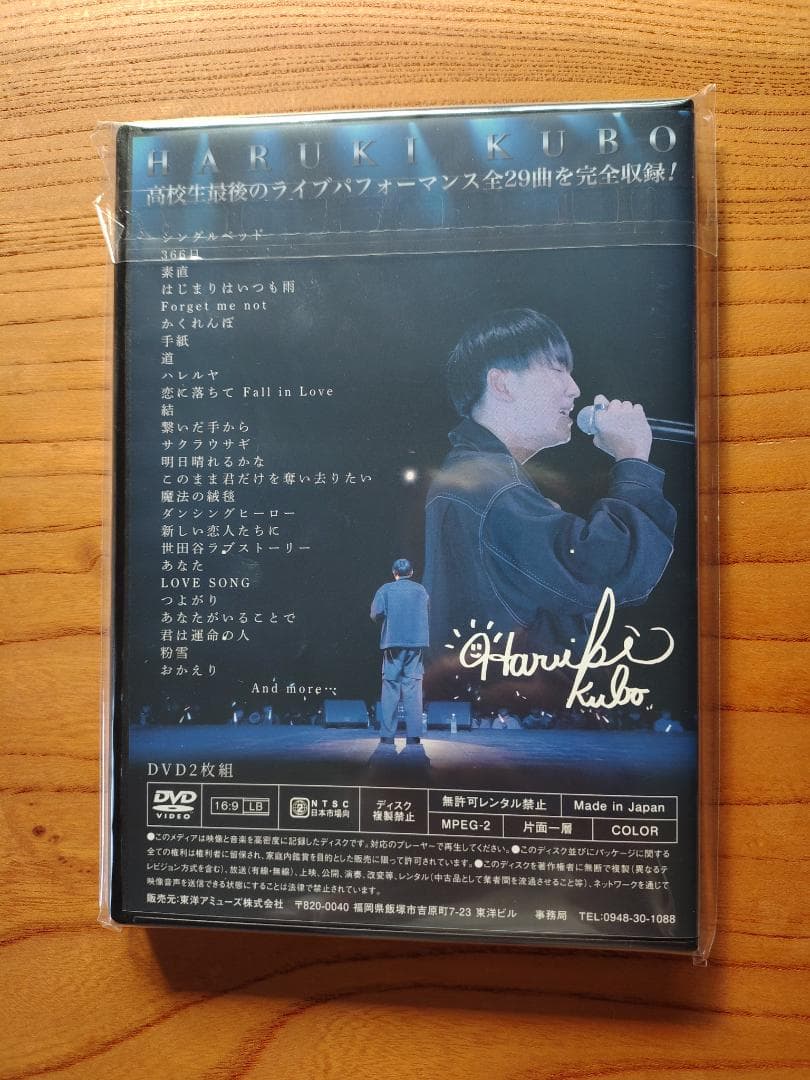 HARUKI KUBO
高校生最後のライブパフォーマンス全29曲を完全収録！
シングルベッド
366日
素直
はじまりはいつも雨
Forget me not
かくれんぼ
手紙
道
ハレルヤ
恋に落ちて Fall in Love
結
繋いだ手から
サクラウサギ
明日晴れるかな
このまま君だけを奪い去りたい
魔法の絨毯
ダンシングヒーロー
新しい恋人たちに
世田谷ラブストーリー
あなた
LOVE SONG
つよがり
あなたがいることで
君は運命の人
粉雪
おかえり
And more…
Haruki
Kubo
DVD2枚組
DVD VIDEO
16:9 LB
2 NTSC 日本市場向
ディスク複製禁止
無許可レンタル禁止
Made in Japan
MPEG-2
片面一層
COLOR
●このメディアは映像と音楽を高密度に記録したディスクです。対応のプレーヤーで再生してください。●このディスク並びにパッケージに関する
全ての権利は権利者に留保され、家庭内鑑賞を目的とした販売に限って許可されています。●このディスクを著作権者に無断で複製(異なるテ
レビジョン方式を含む)、放送(有線・無線)、上映、公開、演奏、改変等、レンタル(中古品として業者間を流通させること等)、ネットワークを通じて
映像音声を送信できる状態にすることは法律で禁止されています。
販売元:東洋アミューズ株式会社 〒820-0040 福岡県飯塚市吉原町7-23 東洋ビル 事務局 TEL:0948-30-1088